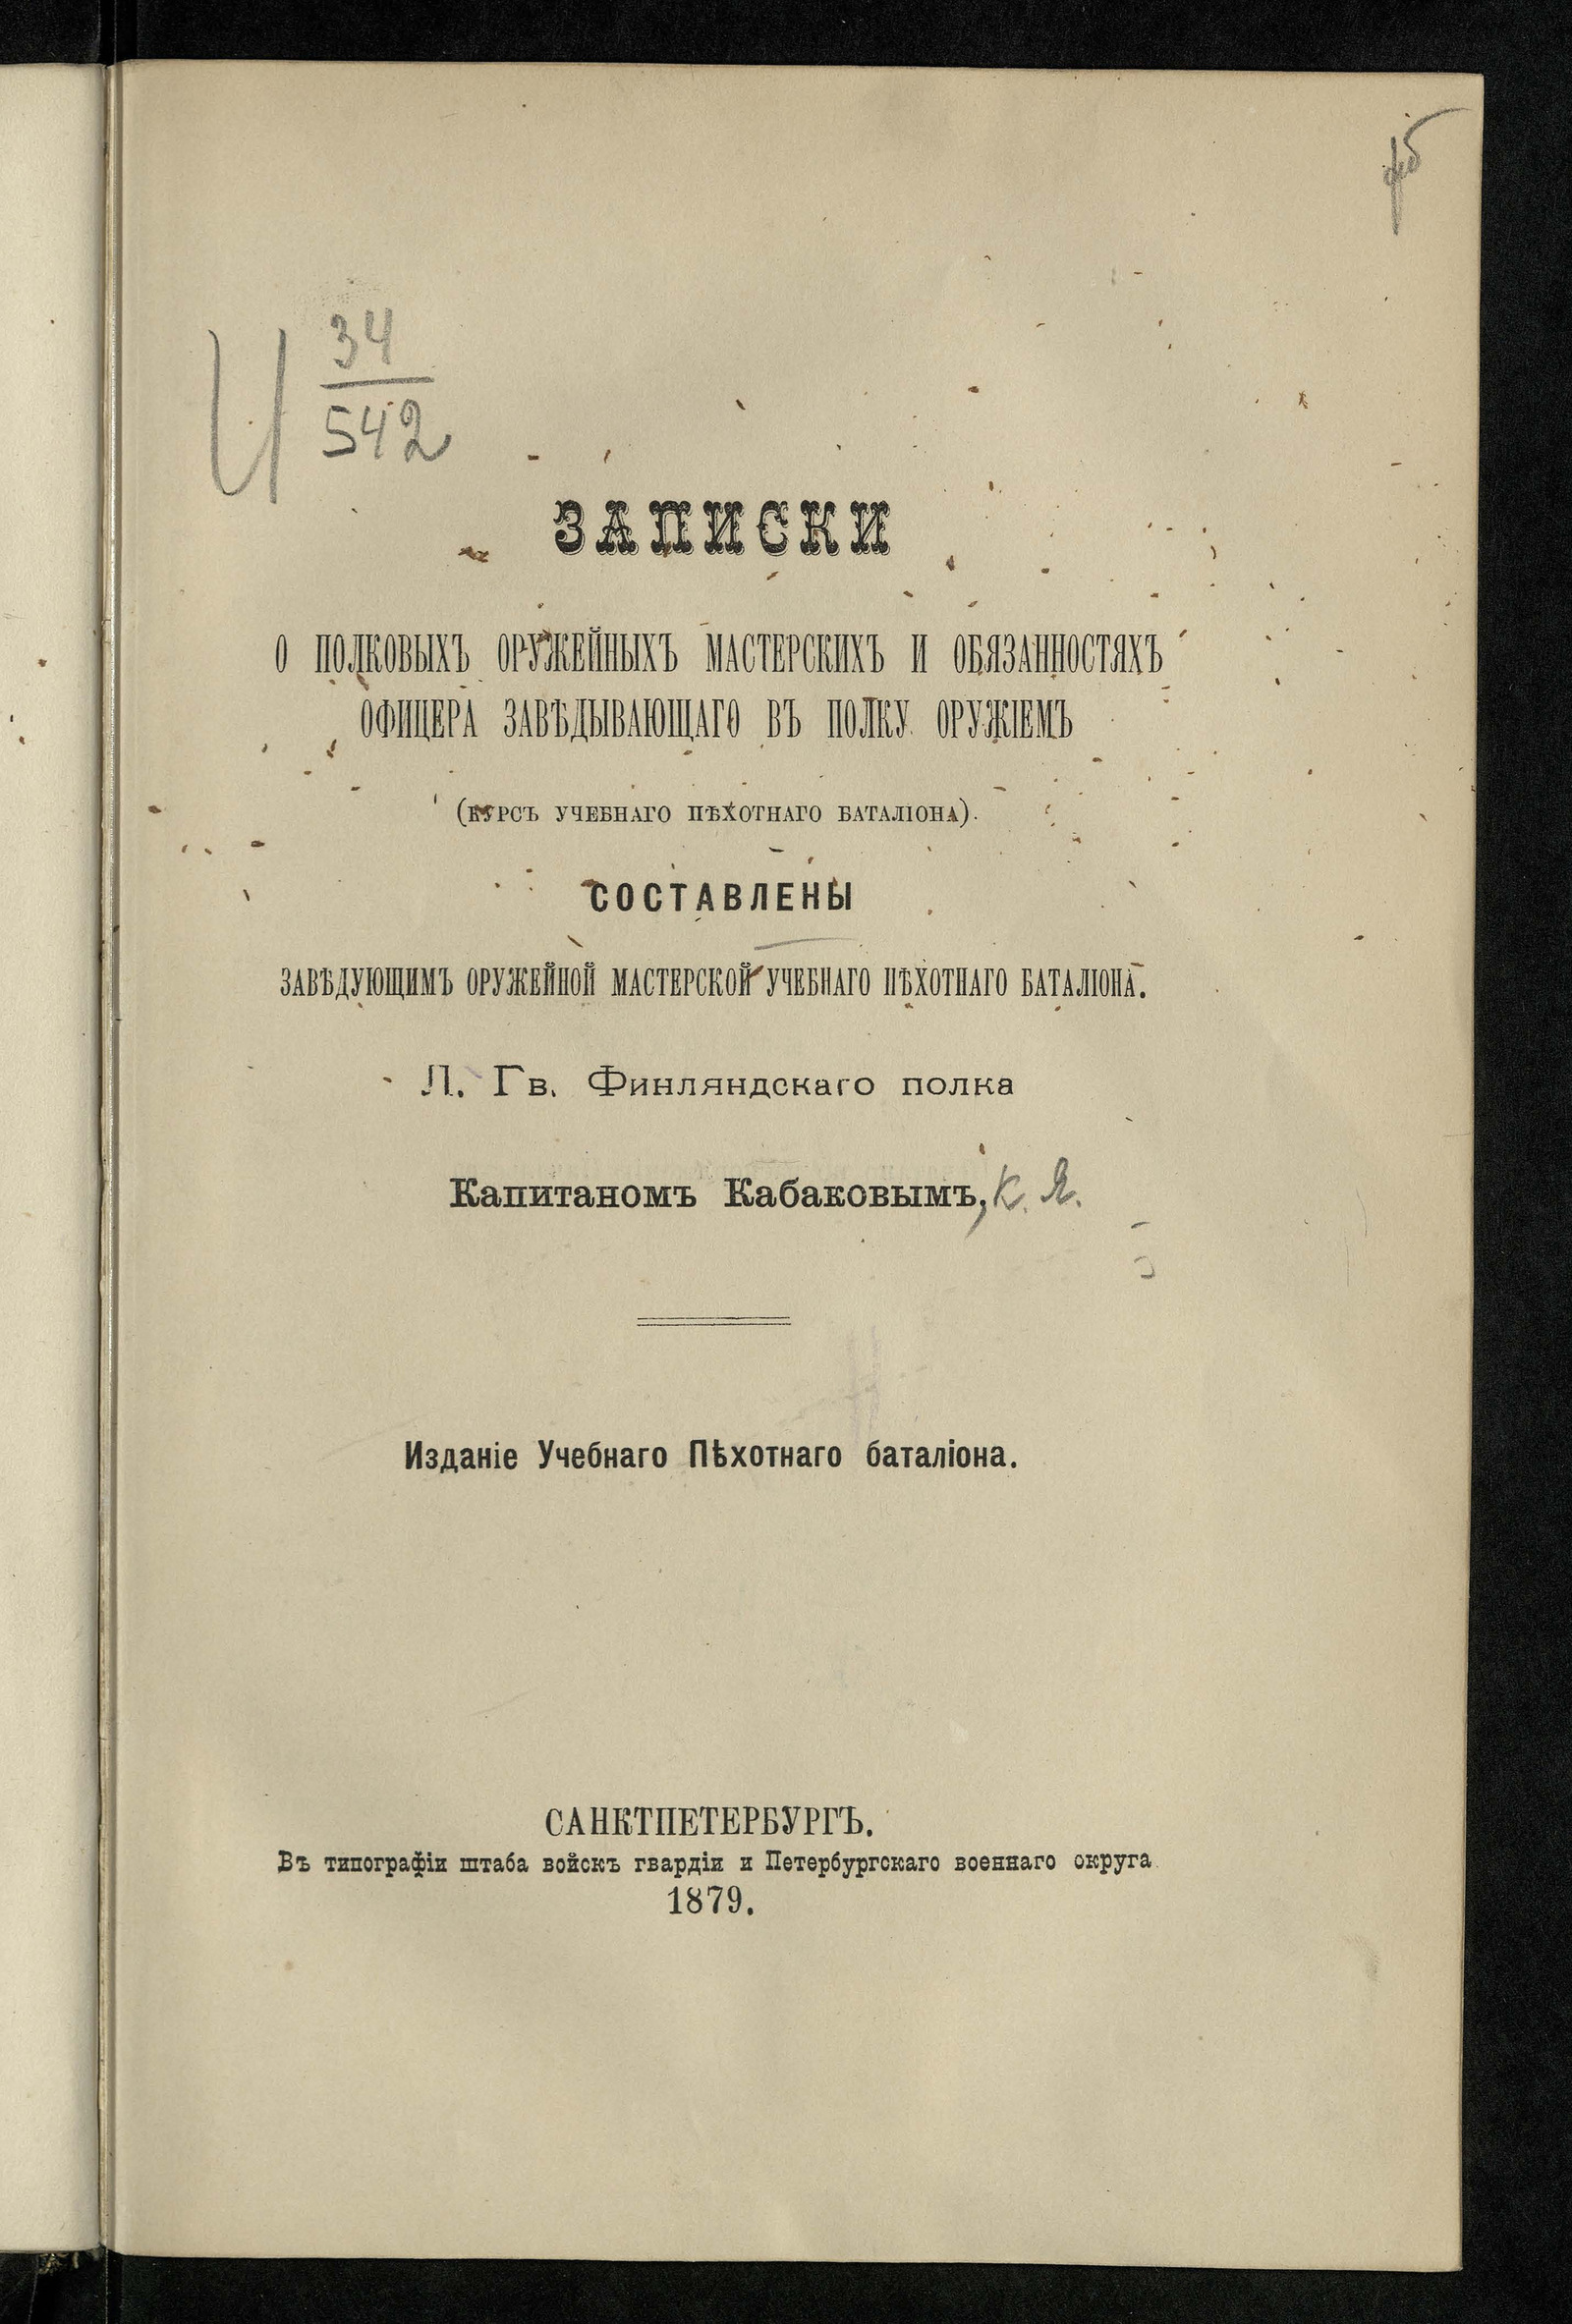 фб
И 34
542
ЗАПИСКИ
О ПОЛКОВЫХЪ ОРУЖЕЙНЫХЪ МАСТЕРСКИХЪ И ОБЯЗАННОСТЯХЪ
ОФИЦЕРА ЗАВѢДЫВАЮЩАГО ВЪ ПОЛКУ ОРУЖІЕМЪ
(КУРСЪ УЧЕБНАГО ПѢХОТНАГО БАТАЛІОНА).
СОСТАВЛЕНЫ
ЗАВѢДУЮЩИМЪ ОРУЖЕЙНОЙ МАСТЕРСКОЙ УЧЕБНАГО ПѢХОТНАГО БАТАЛІОНА.
Л. Гв. Финляндскаго полка
Капитаномъ Кабаковымъ, К. Я.
Изданіе Учебнаго Пѣхотнаго баталіона.
САНКТПЕТЕРБУРГЪ.
Въ типографіи штаба войскъ гвардіи и Петербургскаго военнаго округа
1879.